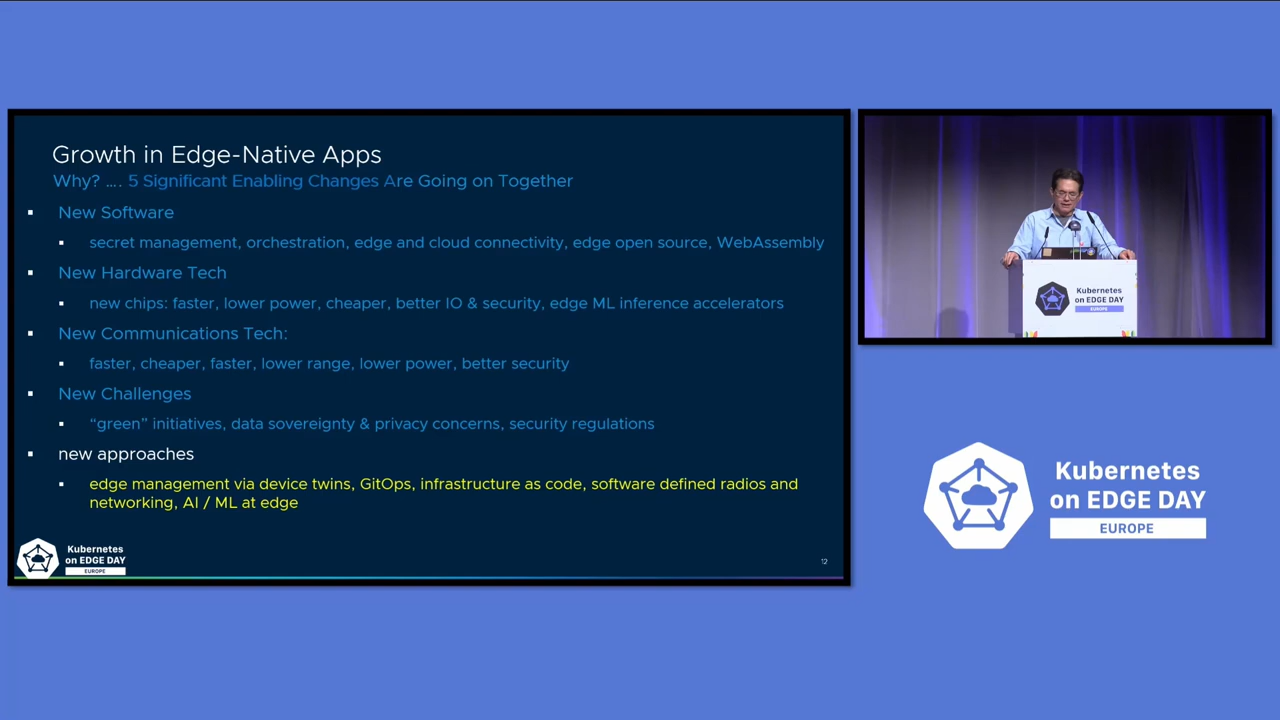 Growth in Edge-Native Apps
Why? .... 5 Significant Enabling Changes Are Going on Together
New Software
secret management, orchestration, edge and cloud connectivity, edge open source, WebAssembly
New Hardware Tech
new chips: faster, lower power, cheaper, better IO & security, edge ML inference accelerators
New Communications Tech:
faster, cheaper, faster, lower range, lower power, better security
New Challenges
“green” initiatives, data sovereignty & privacy concerns, security regulations
new approaches
edge management via device twins, GitOps, infrastructure as code, software defined radios and
networking, AI / ML at edge
Kubernetes
on EDGE DAY
EUROPE
12
Kubernetes
on EDGE DAY
EUROPE
Kubernetes
on EDGE DAY
EUROPE